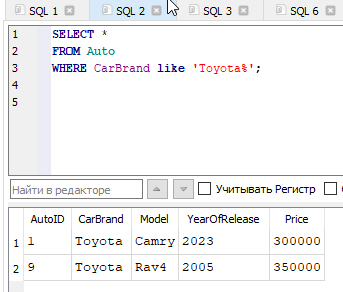 SQL 1 SQL 2 SQL 3 SQL 6
1 SELECT *
2 FROM Auto
3 WHERE CarBrand like 'Toyota%';
4
5
Найти в редакторе Учитывать Регистр
AutoID CarBrand Model YearOfRelease Price
1 1 Toyota Camry 2023 300000
2 9 Toyota Rav4 2005 350000